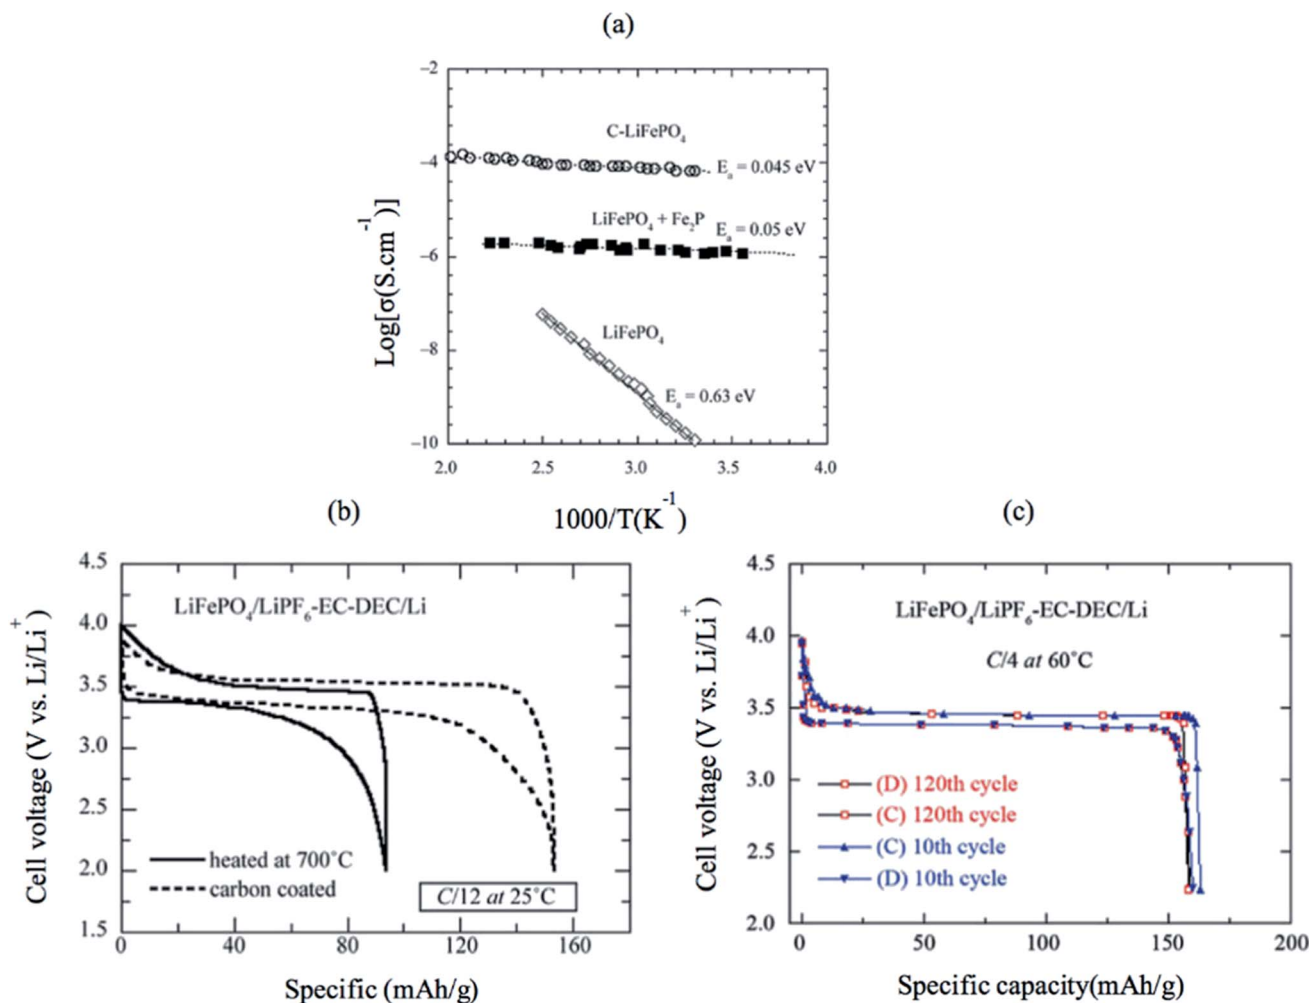 (a)
−2
−4
−6
−8
−10
Log[σ(S.cm⁻¹)]
C-LiFePO₄
Eₐ = 0.045 eV
LiFePO₄ + Fe₂P
Eₐ = 0.05 eV
LiFePO₄
Eₐ = 0.63 eV
2.0 2.5 3.0 3.5 4.0
1000/T(K⁻¹)
(b)
4.5
4.0
3.5
3.0
2.5
2.0
1.5
Cell voltage (V vs. Li/Li⁺)
LiFePO₄/LiPF₆-EC-DEC/Li
heated at 700°C
carbon coated
C/12 at 25°C
0 40 80 120 160
Specific (mAh/g)
(c)
4.5
4.0
3.5
3.0
2.5
2.0
Cell voltage (V vs. Li/Li⁺)
LiFePO₄/LiPF₆-EC-DEC/Li
C/4 at 60°C
(D) 120th cycle
(C) 120th cycle
(C) 10th cycle
(D) 10th cycle
0 50 100 150 200
Specific capacity(mAh/g)